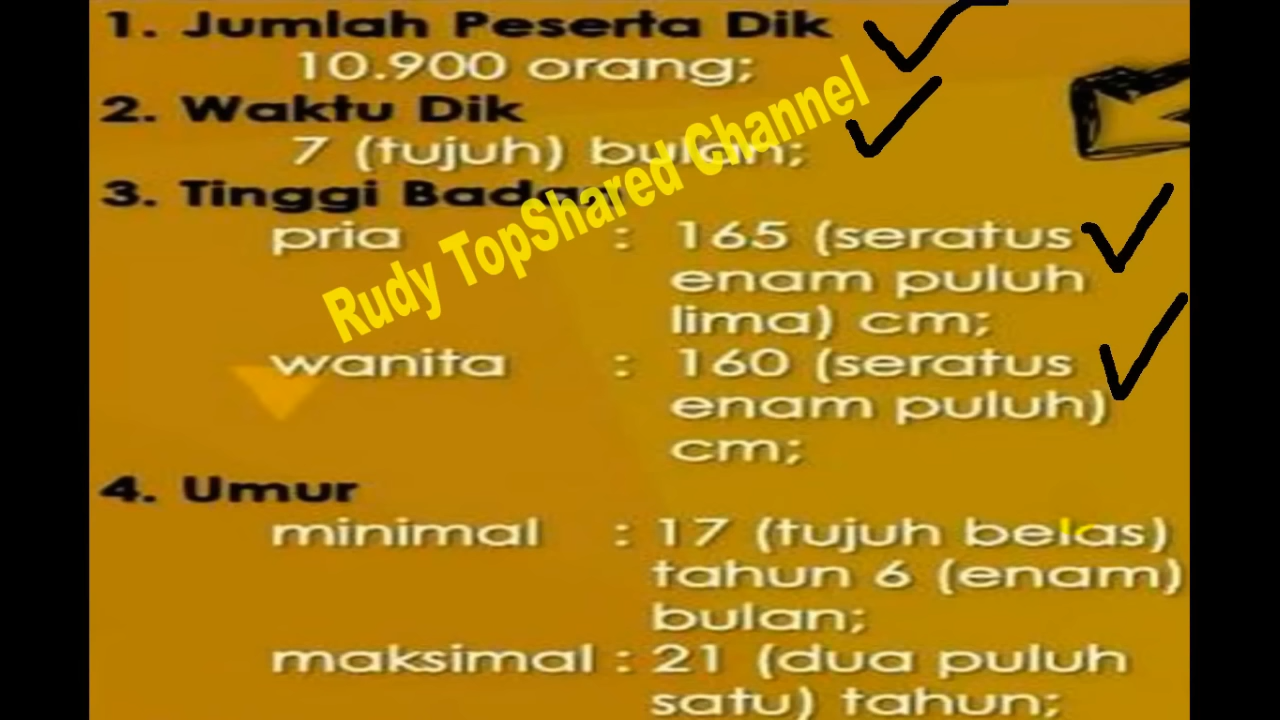 1. Jumlah Peserta Dik
10.900 orang;
2. Waktu Dik
7 (tujuh) bulan;
3. Tinggi Badan
pria : 165 (seratus
enam puluh
lima) cm;
wanita : 160 (seratus
enam puluh)
cm;
4. Umur
minimal : 17 (tujuh belas)
tahun 6 (enam)
bulan;
maksimal : 21 (dua puluh
satu) tahun;
Rudy TopShared Channel